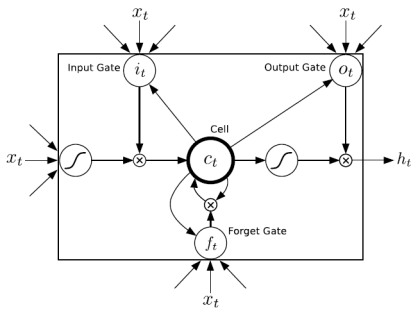 x_t x_t
Input Gate i_t Output Gate o_t
Cell
x_t c_t h_t
Forget Gate
f_t
x_t